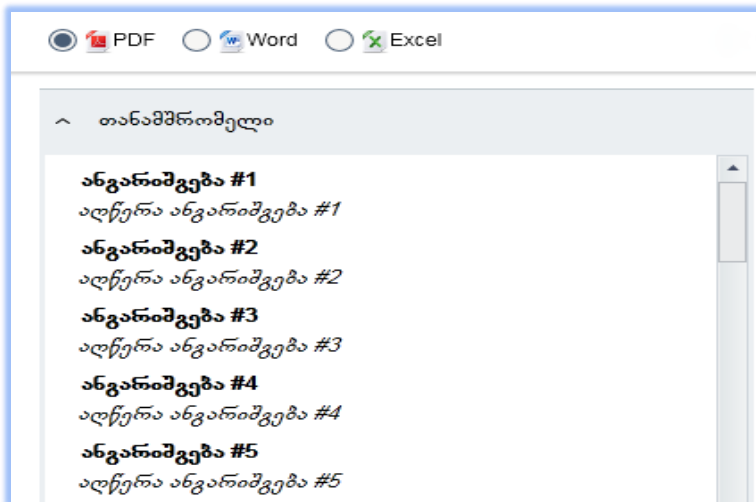 PDF Word Excel
თანამშრომელი
ანგარიშგება #1
აღწერა ანგარიშგება #1
ანგარიშგება #2
აღწერა ანგარიშგება #2
ანგარიშგება #3
აღწერა ანგარიშგება #3
ანგარიშგება #4
აღწერა ანგარიშგება #4
ანგარიშგება #5
აღწერა ანგარიშგება #5